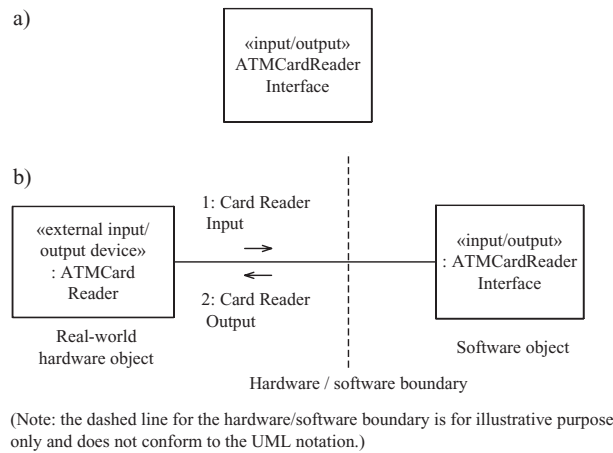 a)
«input/output»
ATMCardReader
Interface
b)
1: Card Reader
Input
«external input/
output device»
: ATMCard
Reader
«input/output»
: ATMCardReader
Interface
2: Card Reader
Output
Real-world
hardware object
Software object
Hardware / software boundary
(Note: the dashed line for the hardware/software boundary is for illustrative purpose
only and does not conform to the UML notation.)